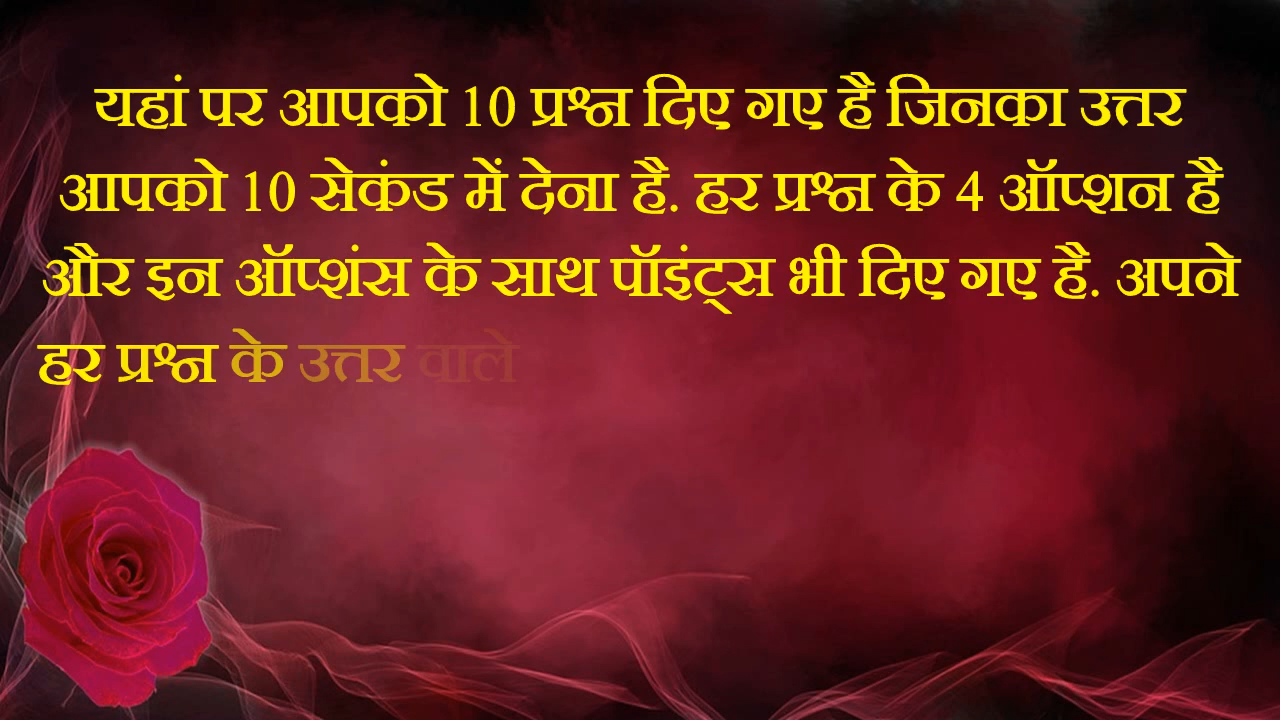 यहां पर आपको 10 प्रश्न दिए गए है जिनका उत्तर
आपको 10 सेकंड में देना है. हर प्रश्न के 4 ऑप्शन है
और इन ऑप्शंस के साथ पॉइंट्स भी दिए गए है. अपने
हर प्रश्न के उत्तर वाले